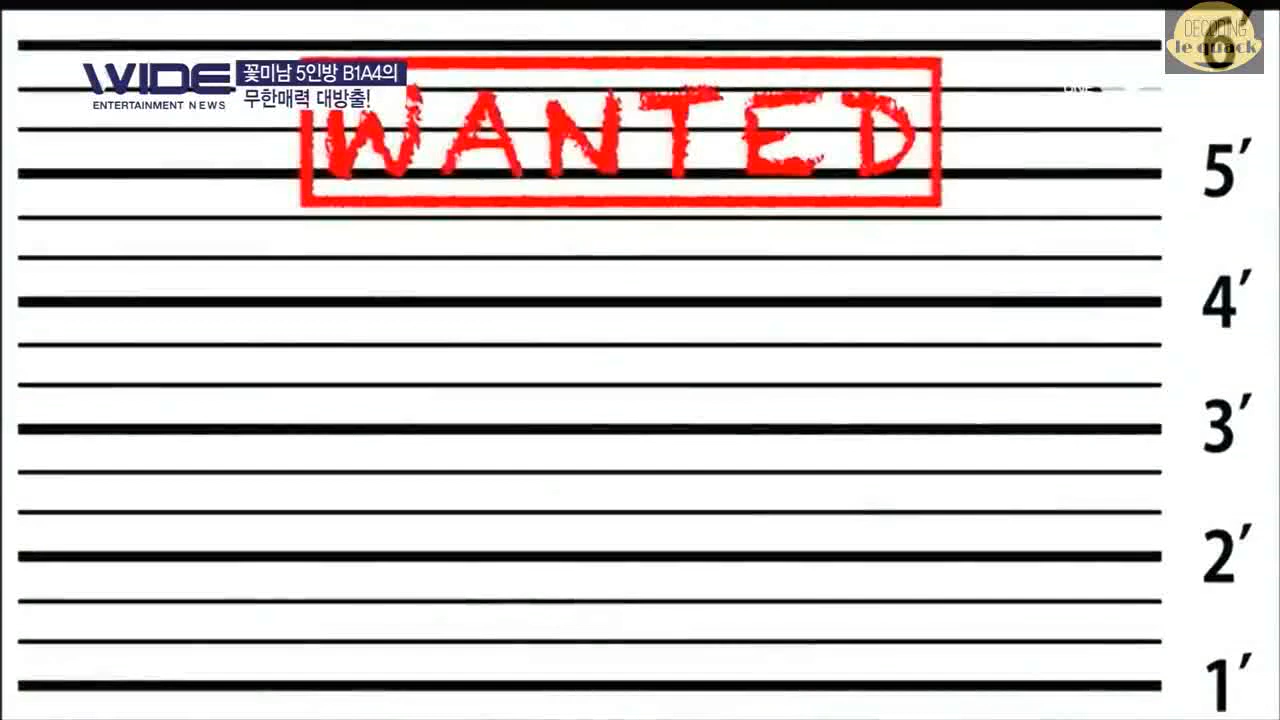 WIDE
ENTERTAINMENT NEWS
꽃미남 5인방 B1A4의
무한매력 대방출!
WANTED
DECODING
le quack
6′
5′
4′
3′
2′
1′